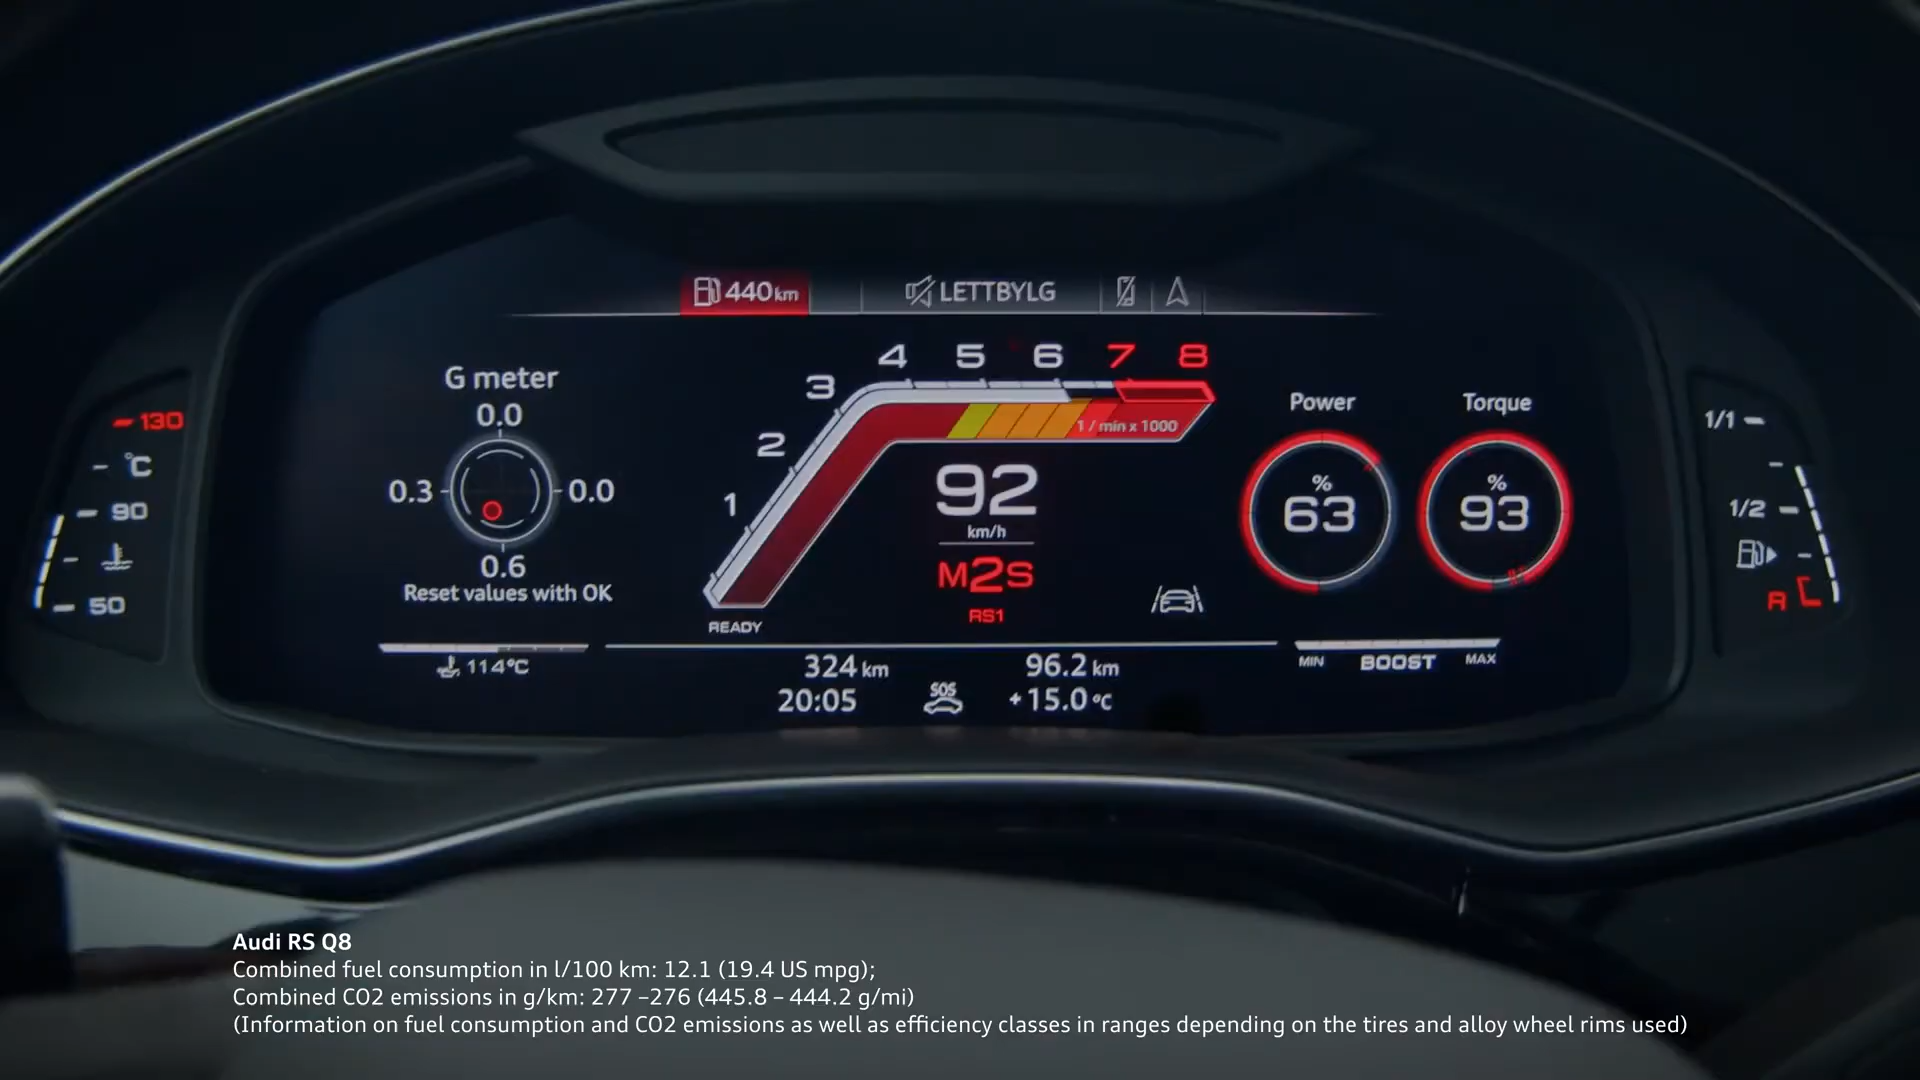 440 km
LETTBYLG
4 5 6 7 8
3
2
1
1 / min x 1000
G meter
0.0
0.3
0.0
0.6
Reset values with OK
130
°C
90
50
92
km/h
M2S
RS1
READY
Power
% 63
Torque
% 93
1/1
1/2
R
114°C
324 km
96.2 km
20:05
SOS
+15.0 °C
MIN BOOST MAX
Audi RS Q8
Combined fuel consumption in l/100 km: 12.1 (19.4 US mpg);
Combined CO2 emissions in g/km: 277 –276 (445.8 – 444.2 g/mi)
(Information on fuel consumption and CO2 emissions as well as efficiency classes in ranges depending on the tires and alloy wheel rims used)